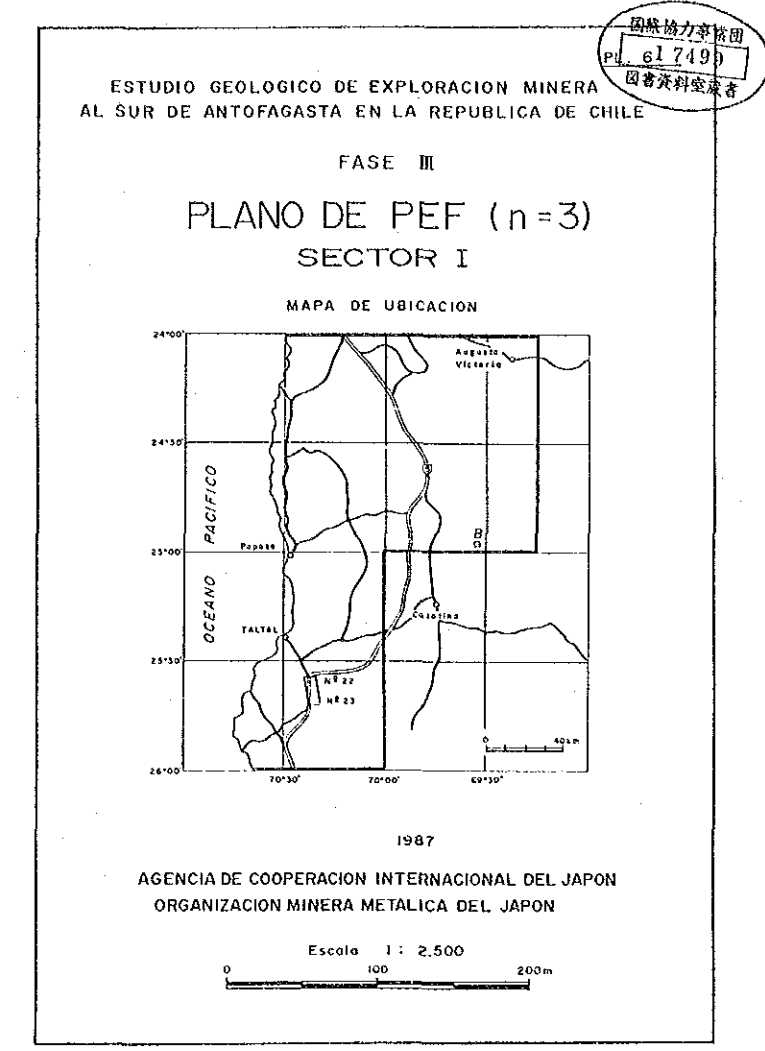 国際協力事業団
PL 617499
図書資料室蔵書
ESTUDIO GEOLOGICO DE EXPLORACION MINERA
AL SUR DE ANTOFAGASTA EN LA REPUBLICA DE CHILE
FASE III
PLANO DE PEF (n=3)
SECTOR I
MAPA DE UBICACION
24°00'
Augusta
Victoria
24°30'
5
OCEANO PACIFICO
B
Paposo
25°00'
Catalina
TALTAL
25°30'
Nº 22
Nº 23
0 40km
26°00'
70°30' 70°00' 69°30'
1987
AGENCIA DE COOPERACION INTERNACIONAL DEL JAPON
ORGANIZACION MINERA METALICA DEL JAPON
Escala 1 : 2,500
0 100 200m